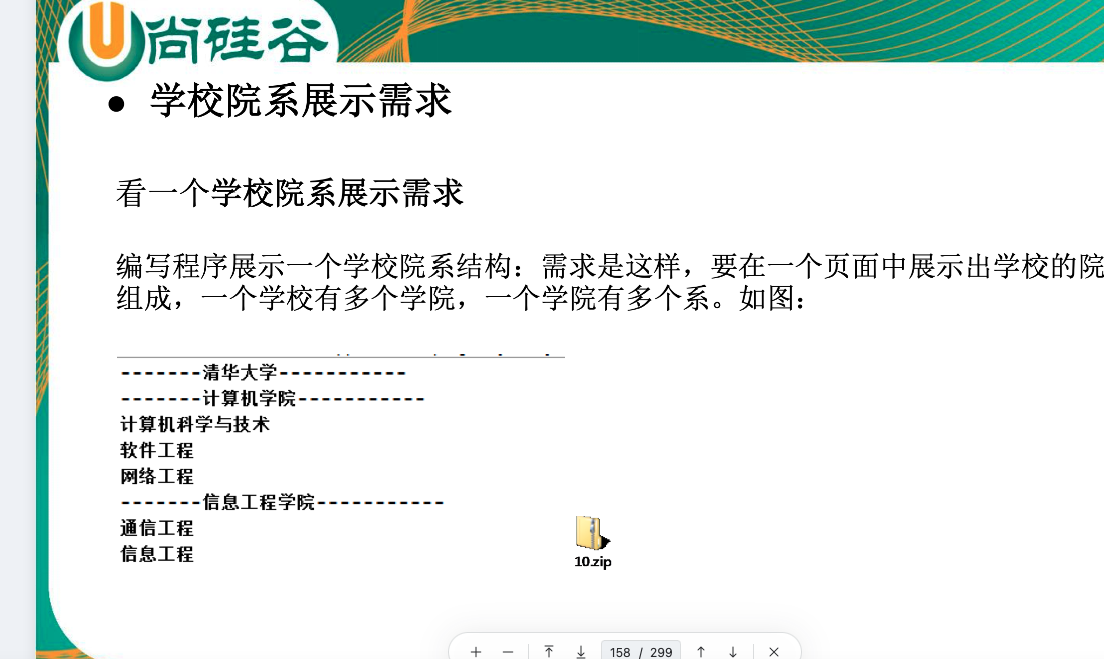 尚硅谷
● 学校院系展示需求
看一个学校院系展示需求
编写程序展示一个学校院系结构：需求是这样，要在一个页面中展示出学校的院
组成，一个学校有多个学院，一个学院有多个系。如图：
-------清华大学-----------
-------计算机学院-----------
计算机科学与技术
软件工程
网络工程
-------信息工程学院-----------
通信工程
信息工程
10.zip
158 / 299